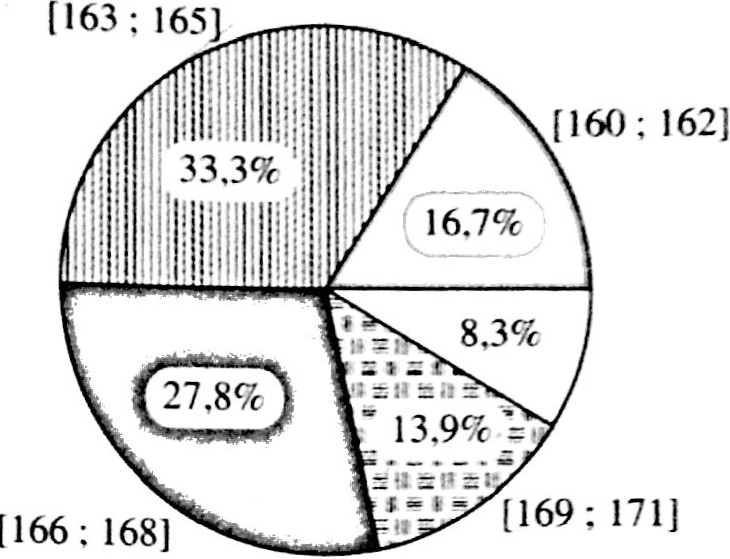 [163 ; 165]
[160 ; 162]
33,3%
16,7%
8,3%
27,8%
13,9%
[169 ; 171]
[166 ; 168]